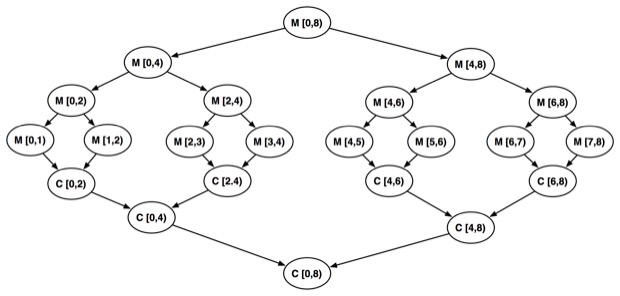 M [0,8)
M [0,4)
M [4,8)
M [0,2)
M [2,4)
M [4,6)
M [6,8)
M [0,1)
M [1,2)
M [2,3)
M [3,4)
M [4,5)
M [5,6)
M [6,7)
M [7,8)
C [0,2)
C [2.4)
C [4,6)
C [6,8)
C [0,4)
C [4,8)
C [0,8)